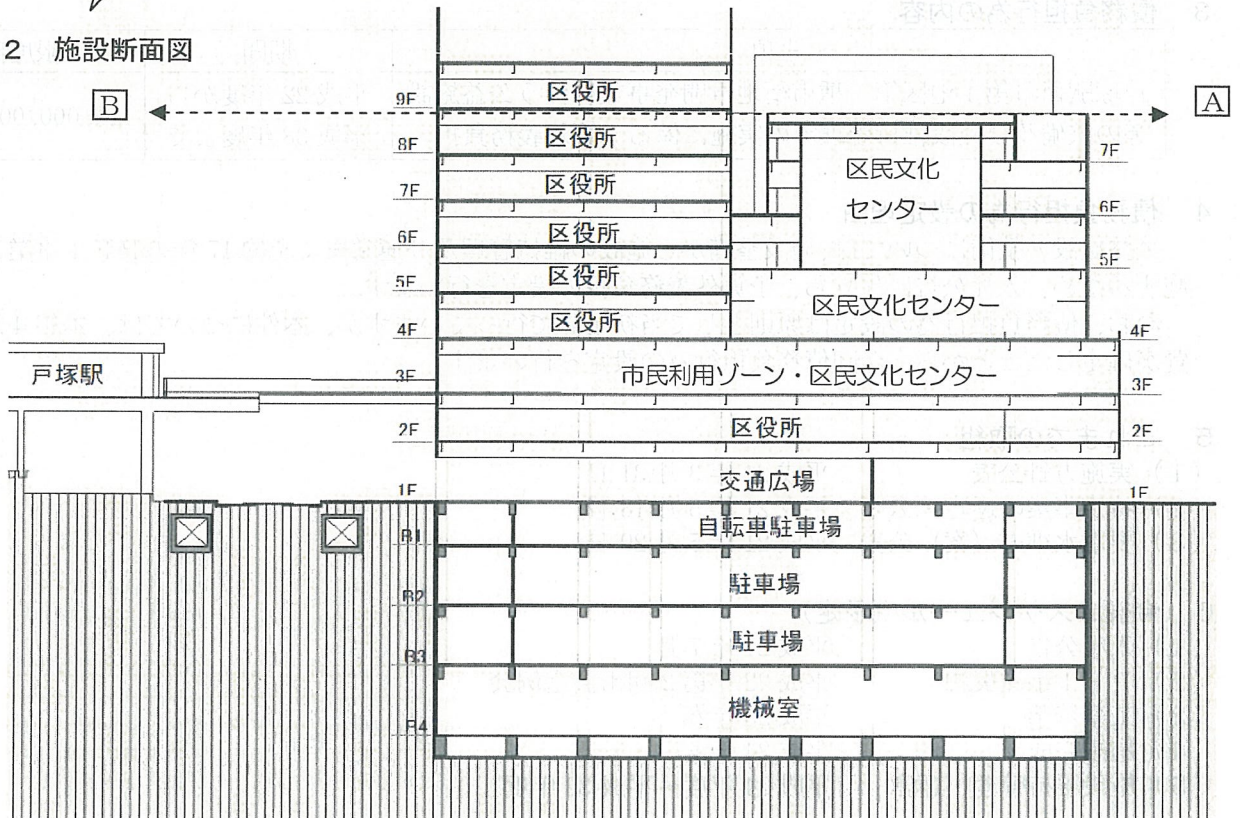 2 施設断面図
B
A
9F
区役所
8F
区役所
7F
区役所
6F
区役所
5F
区役所
4F
区役所
7F
区民文化
センター
6F
5F
区民文化センター
4F
戸塚駅
3F
市民利用ゾーン・区民文化センター
3F
2F
区役所
2F
1F
交通広場
1F
B1
自転車駐車場
B2
駐車場
B3
駐車場
B4
機械室